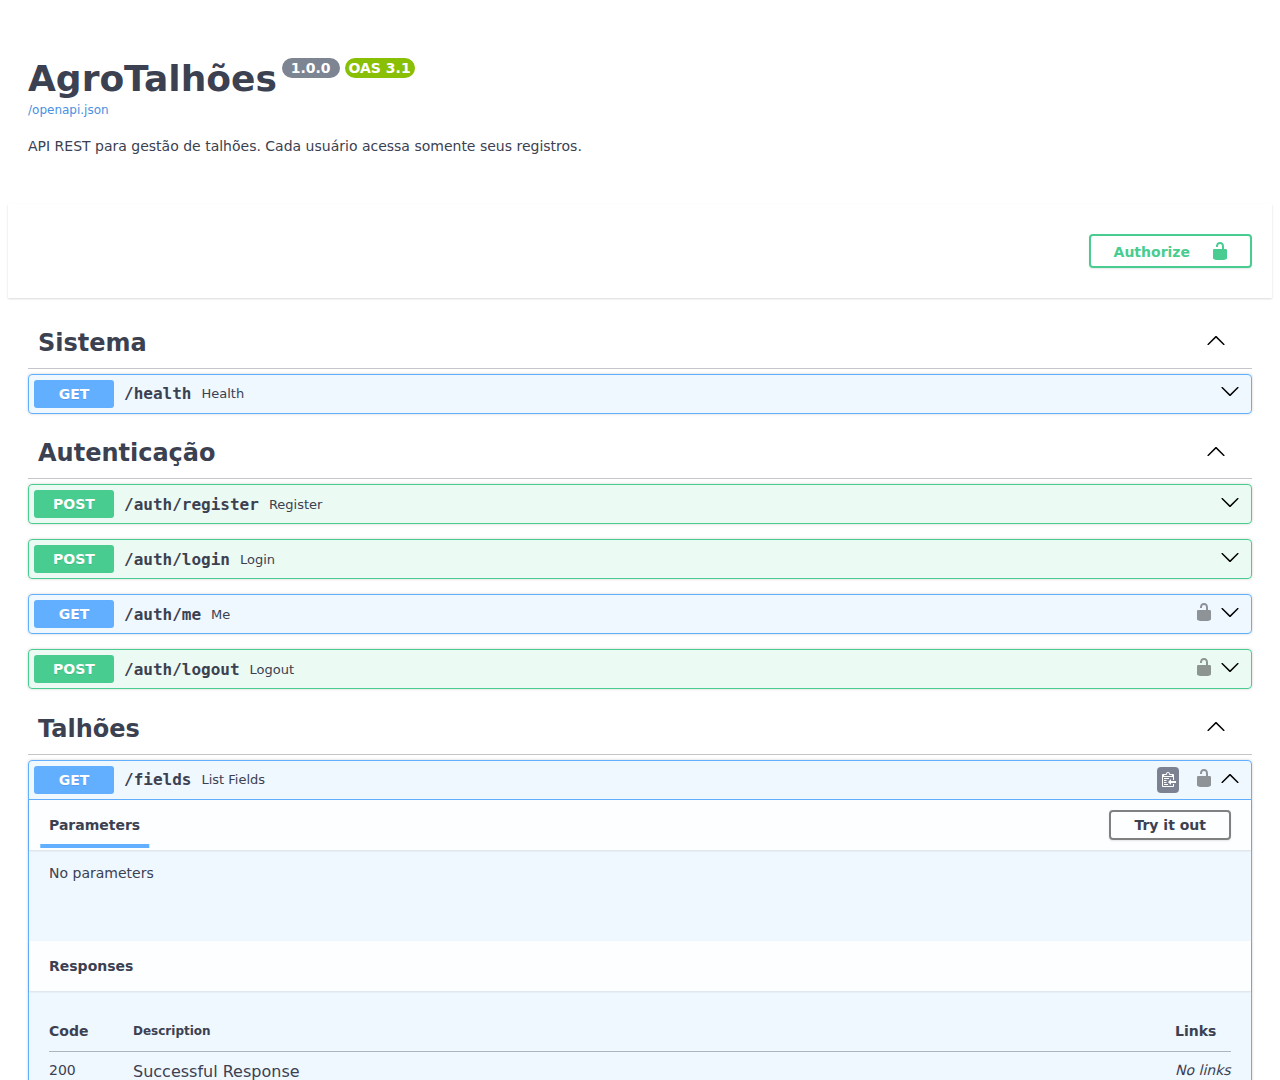 AgroTalhões 1.0.0 OAS 3.1
/openapi.json
API REST para gestão de talhões. Cada usuário acessa somente seus registros.
Authorize
Sistema
GET /health Health
Autenticação
POST /auth/register Register
POST /auth/login Login
GET /auth/me Me
POST /auth/logout Logout
Talhões
GET /fields List Fields
Parameters Try it out
No parameters
Responses
Code Description Links
200 Successful Response No links